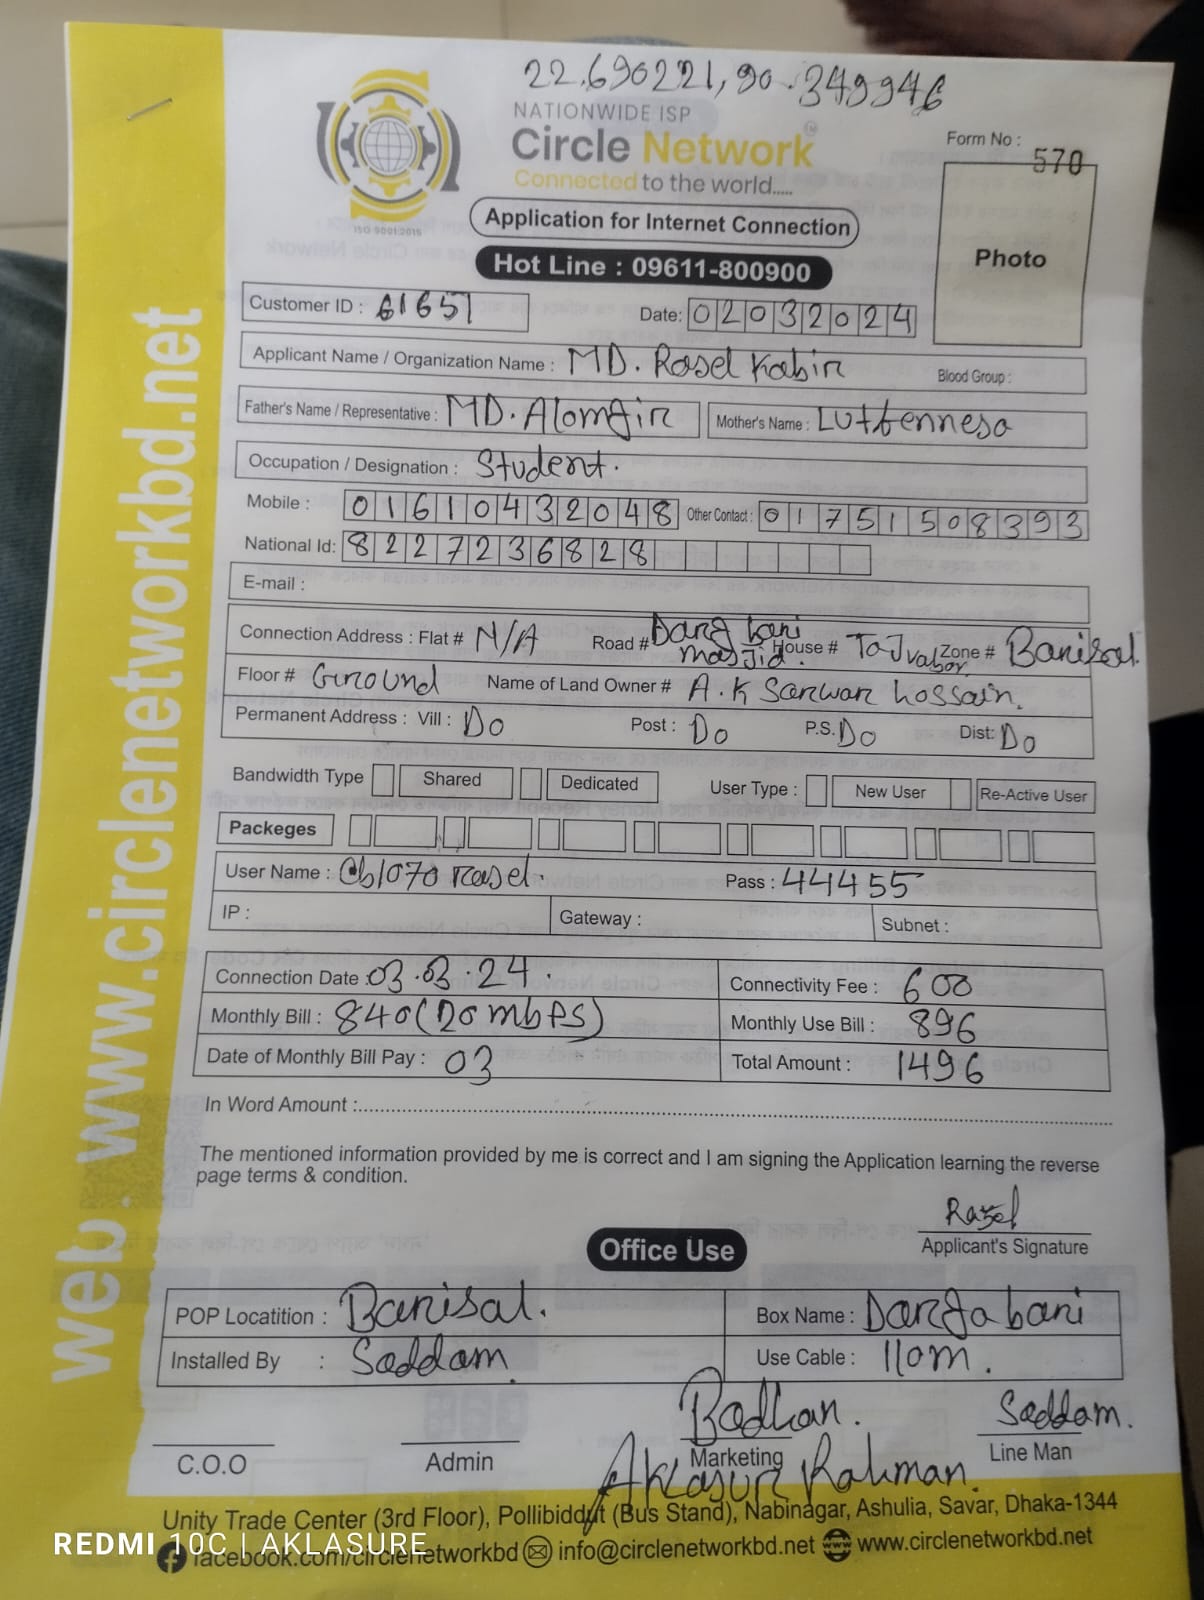 22.690221, 90.349946
NATIONWIDE ISP
Circle Network
Connected to the world.....
ISO 9001:2015
Form No : 570
Application for Internet Connection
Photo
Hot Line : 09611-800900
Customer ID : 61651
Date: 02032024
Applicant Name / Organization Name : MD. Rasel Kabir
Blood Group :
Father's Name / Representative : MD. Alomgir
Mother's Name : Lutfennesa
Occupation / Designation : Student.
Mobile : 01610432048 Other Contact : 01751508393
National Id: 8227236828
E-mail :
Connection Address : Flat # N/A Road # Darga bari masjid. House # Zone # Barisal.
Floor # Ground Name of Land Owner # A.K Sarwar hossain.
Permanent Address : Vill : Do Post : Do P.S. Do Dist: Do
Bandwidth Type Shared Dedicated User Type : New User Re-Active User
Packeges
User Name : Cb1070 rasel. Pass : 44455
IP : Gateway : Subnet :
Connection Date : 03.03.24. Connectivity Fee : 600
Monthly Bill : 840 (20 mbps) Monthly Use Bill : 896
Date of Monthly Bill Pay : 03 Total Amount : 1496
In Word Amount :
The mentioned information provided by me is correct and I am signing the Application learning the reverse
page terms & condition.
Rasel
Applicant's Signature
Office Use
POP Locatition : Barisal. Box Name : Darga bari
Installed By : Saddam. Use Cable : 110m.
Badhan. Saddam.
C.O.O Admin Marketing Line Man
Aklasur Rahman.
Unity Trade Center (3rd Floor), Pollibiddut (Bus Stand), Nabinagar, Ashulia, Savar, Dhaka-1344
facebook.com/circlenetworkbd info@circlenetworkbd.net www.circlenetworkbd.net
web . www.circlenetworkbd.net
REDMI 10C | AKLASURE